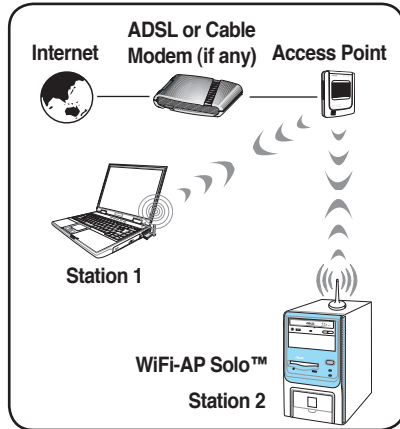 ADSL or Cable
Internet Modem (if any) Access Point
Station 1
WiFi-AP Solo™
Station 2